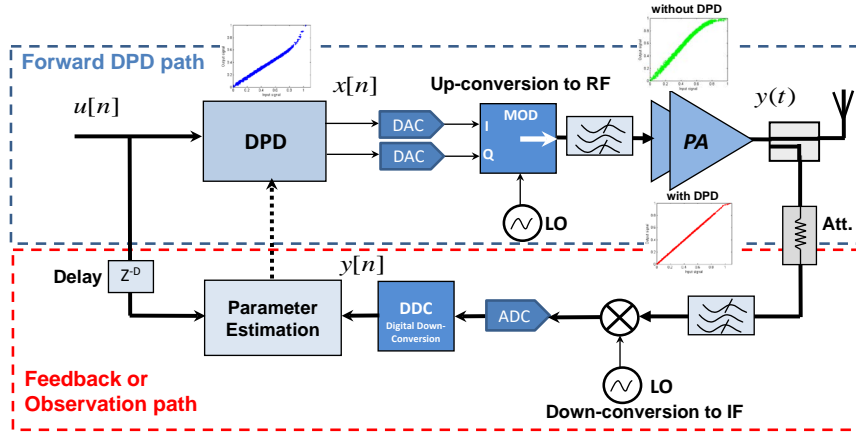 without DPD
Forward DPD path
u[n]
x[n]
Up-conversion to RF
y(t)
DPD
DAC
DAC
I
Q
MOD
PA
LO
with DPD
Att.
Delay
Z-D
y[n]
Parameter
Estimation
DDC
Digital Down-
Conversion
ADC
LO
Feedback or
Observation path
Down-conversion to IF